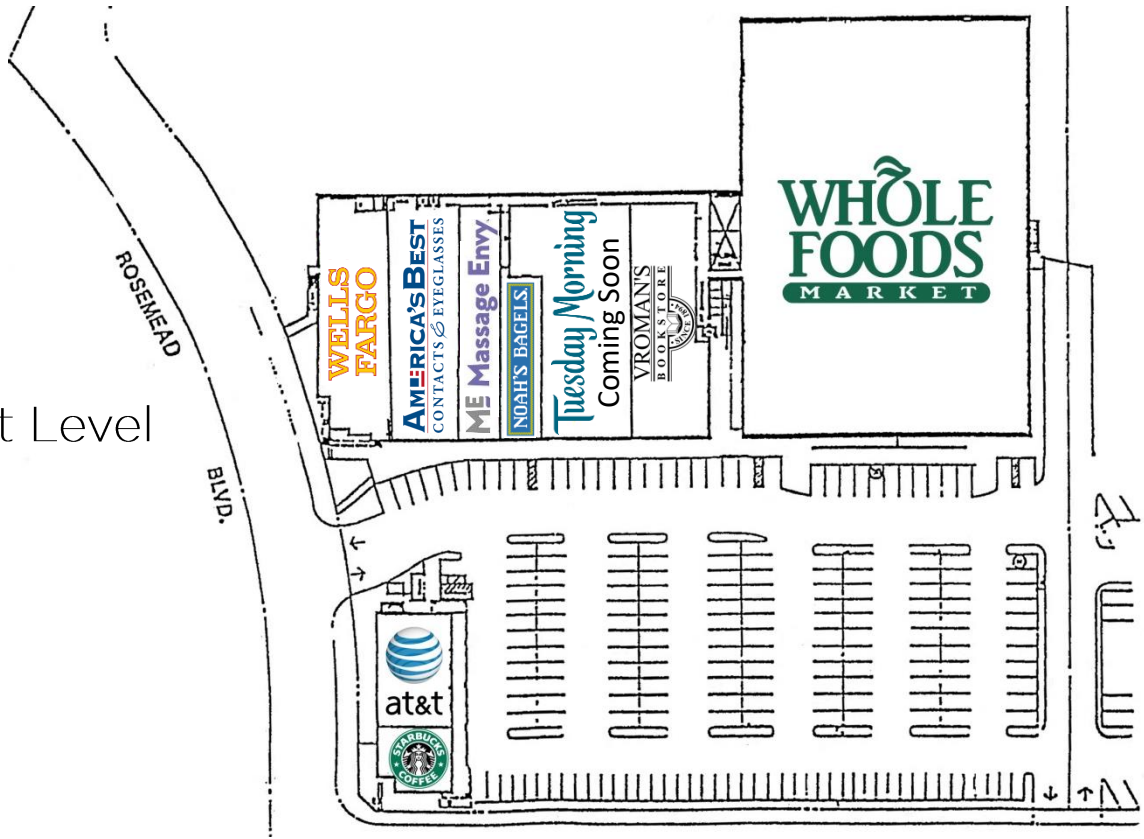 ROSEMEAD
BLVD.
t Level
WELLS
FARGO
AMERICA'S BEST
CONTACTS & EYEGLASSES
ME Massage Envy
NOAH'S BAGELS
Tuesday Morning
Coming Soon
VROMAN'S
BOOKSTORE
WHOLE
FOODS
MARKET
at&t
STARBUCKS
COFFEE